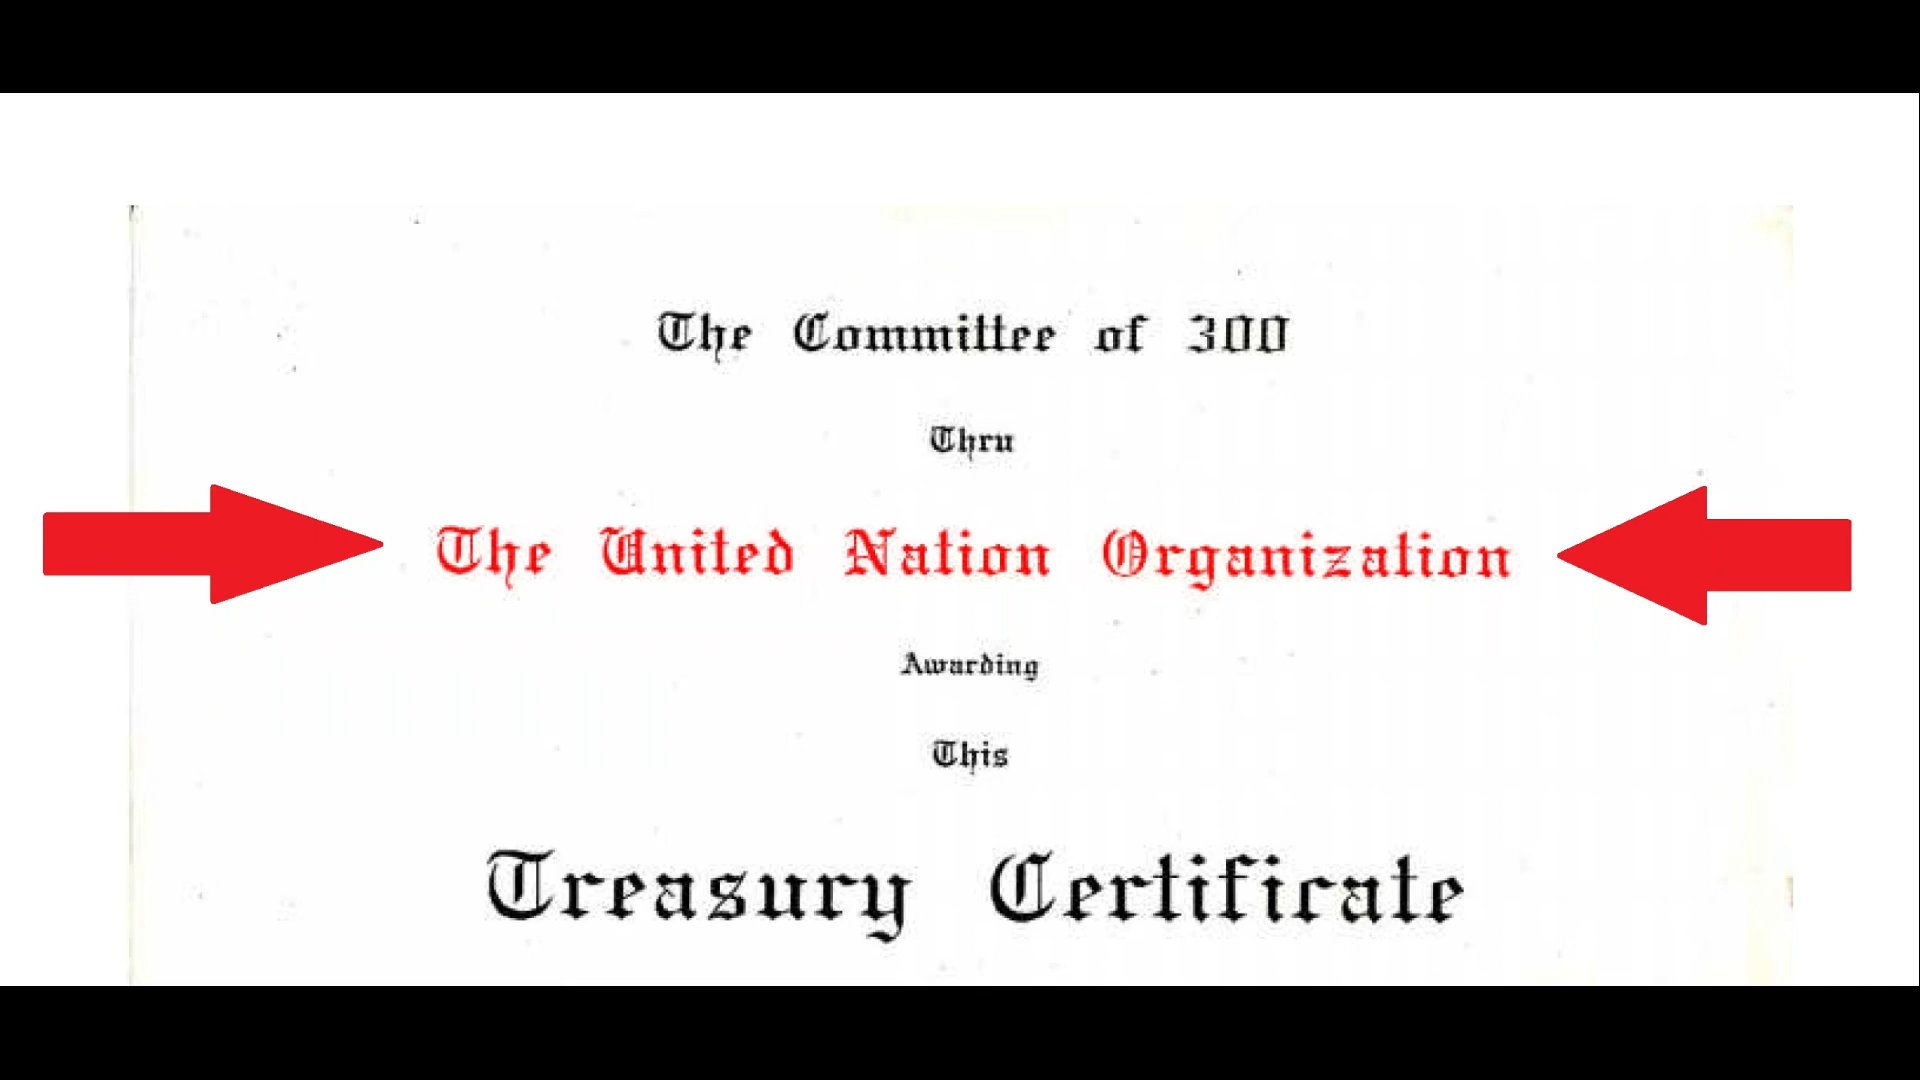 The Committee of 300
Thru
The United Nation Organization
Awarding
This
Treasury Certificate